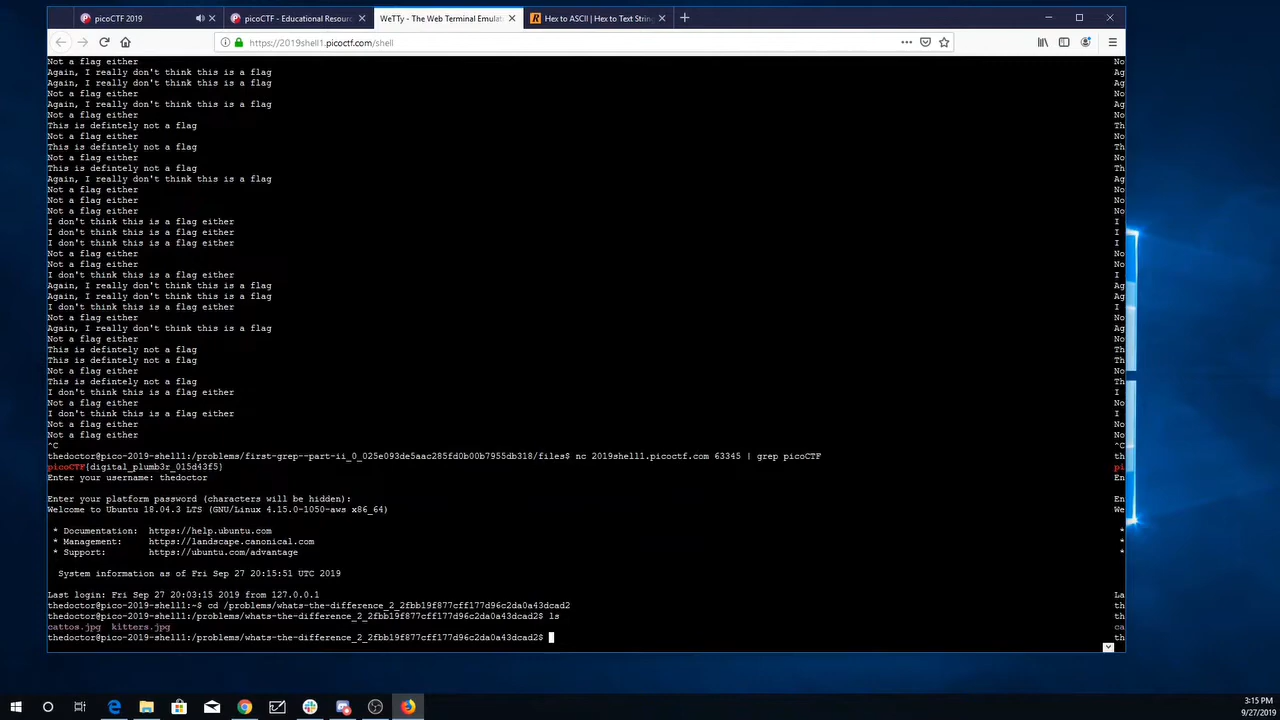 picoCTF 2019
picoCTF - Educational Resourc
WeTTy - The Web Terminal Emulat
Hex to ASCII | Hex to Text String
https://2019shell1.picoctf.com/shell
Not a flag either
Again, I really don't think this is a flag
Again, I really don't think this is a flag
Not a flag either
Again, I really don't think this is a flag
Not a flag either
This is defintely not a flag
Not a flag either
This is defintely not a flag
Not a flag either
This is defintely not a flag
Again, I really don't think this is a flag
Not a flag either
Not a flag either
Not a flag either
I don't think this is a flag either
I don't think this is a flag either
I don't think this is a flag either
Not a flag either
Not a flag either
I don't think this is a flag either
Again, I really don't think this is a flag
Again, I really don't think this is a flag
I don't think this is a flag either
Not a flag either
Again, I really don't think this is a flag
Not a flag either
This is defintely not a flag
This is defintely not a flag
Not a flag either
This is defintely not a flag
I don't think this is a flag either
Not a flag either
I don't think this is a flag either
Not a flag either
Not a flag either
^C
thedoctor@pico-2019-shell1:/problems/first-grep--part-ii_0_025e093de5aac285fd0b00b7955db318/files$ nc 2019shell1.picoctf.com 63345 | grep picoCTF
picoCTF{digital_plumb3r_015d43f5}
Enter your username: thedoctor
Enter your platform password (characters will be hidden):
Welcome to Ubuntu 18.04.3 LTS (GNU/Linux 4.15.0-1050-aws x86_64)
* Documentation: https://help.ubuntu.com
* Management: https://landscape.canonical.com
* Support: https://ubuntu.com/advantage
System information as of Fri Sep 27 20:15:51 UTC 2019
Last login: Fri Sep 27 20:03:15 2019 from 127.0.0.1
thedoctor@pico-2019-shell1:~$ cd /problems/whats-the-difference_2_2fbb19f877cff177d96c2da0a43dcad2
thedoctor@pico-2019-shell1:/problems/whats-the-difference_2_2fbb19f877cff177d96c2da0a43dcad2$ ls
cattos.jpg kitters.jpg
thedoctor@pico-2019-shell1:/problems/whats-the-difference_2_2fbb19f877cff177d96c2da0a43dcad2$
3:15 PM
9/27/2019